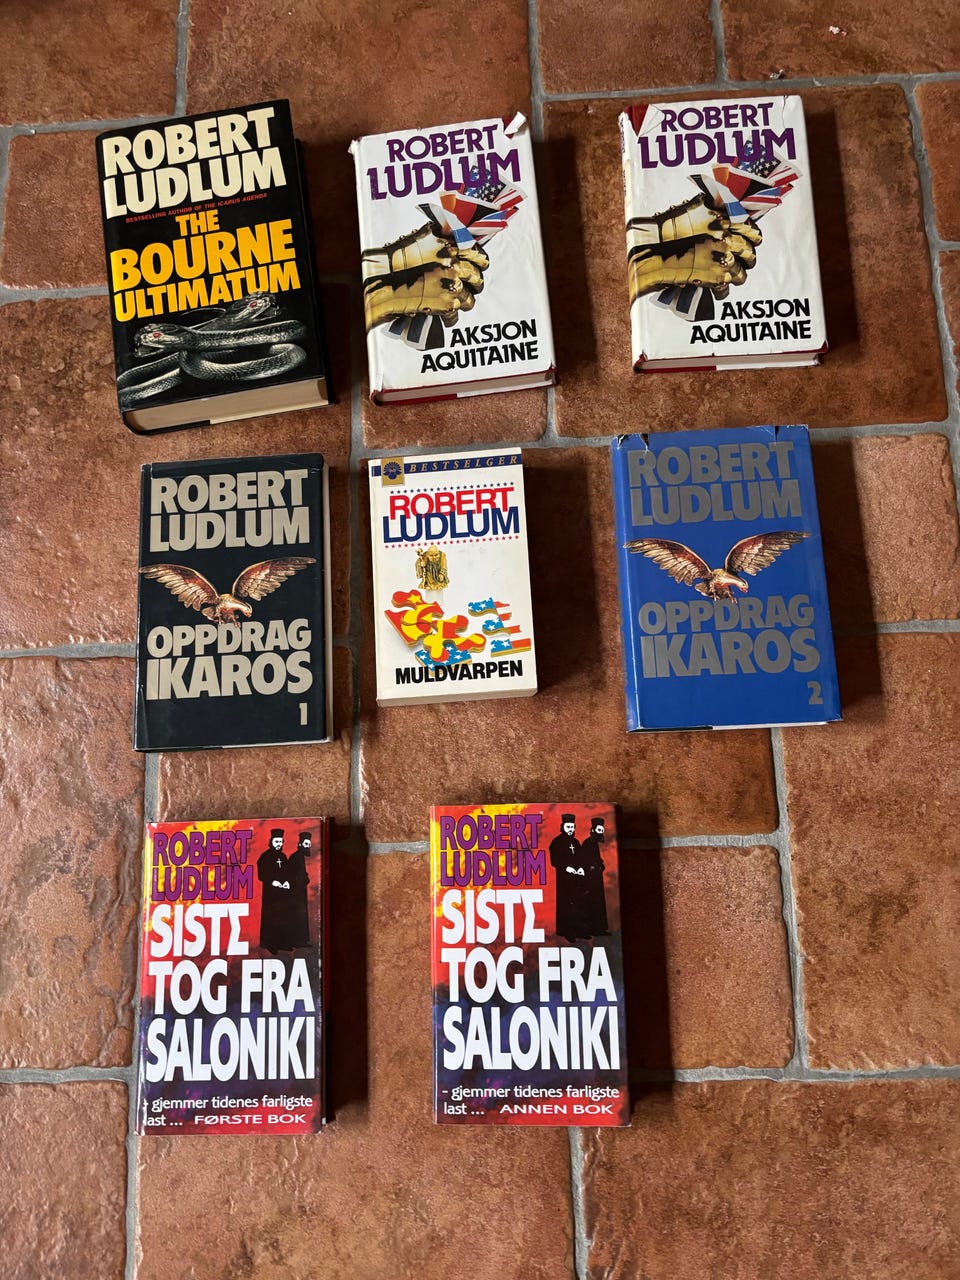 ROBERT
LUDLUM
BESTSELLING AUTHOR OF THE ICARUS AGENDA
THE
BOURNE
ULTIMATUM
ROBERT
LUDLUM
AKSJON
AQUITAINE
ROBERT
LUDLUM
AKSJON
AQUITAINE
ROBERT
LUDLUM
OPPDRAG
IKAROS
1
BESTSELGER
ROBERT
LUDLUM
MULDVARPEN
ROBERT
LUDLUM
OPPDRAG
IKAROS
2
ROBERT
LUDLUM
SISTΣ
TOG FRA
SALONIKI
- gjemmer tidenes farligste
last ... FØRSTE BOK
ROBERT
LUDLUM
SISTΣ
TOG FRA
SALONIKI
- gjemmer tidenes farligste
last ... ANNEN BOK